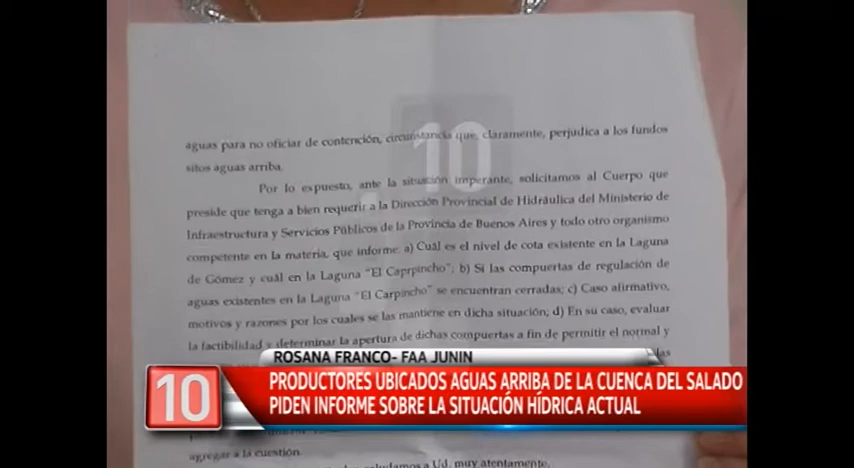 aguas para no oficiar de contención, circunstancia que, claramente, perjudica a los fundos
sitos aguas arriba.
Por lo expuesto, ante la situación imperante, solicitamos al Cuerpo que
preside que tenga a bien requerir a la Dirección Provincial de Hidráulica del Ministerio de
Infraestructura y Servicios Públicos de la Provincia de Buenos Aires y todo otro organismo
competente en la materia, que informe: a) Cuál es el nivel de cota existente en la Laguna
de Gómez y cuál en la Laguna "El Caprpincho"; b) Si las compuertas de regulación de
aguas existentes en la Laguna "El Carpincho" se encuentran cerradas; c) Caso afirmativo,
motivos y razones por los cuales se las mantiene en dicha situación; d) En su caso, evaluar
la factibilidad y determinar la apertura de dichas compuertas a fin de permitir el normal y
10
ROSANA FRANCO- FAA JUNIN
10
PRODUCTORES UBICADOS AGUAS ARRIBA DE LA CUENCA DEL SALADO
PIDEN INFORME SOBRE LA SITUACIÓN HÍDRICA ACTUAL
agregar a la cuestión.
saludamos a Ud. muy atentamente.